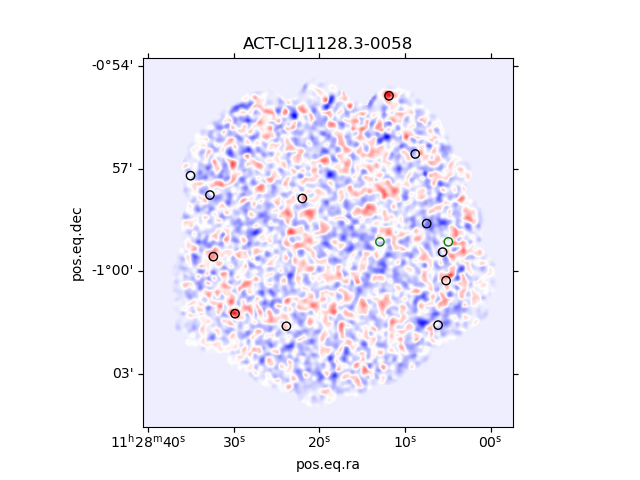 ACT-CLJ1128.3-0058
-0°54'
57'
-1°00'
03'
pos.eq.dec
11ʰ28ᵐ40ˢ 30ˢ 20ˢ 10ˢ 00ˢ
pos.eq.ra